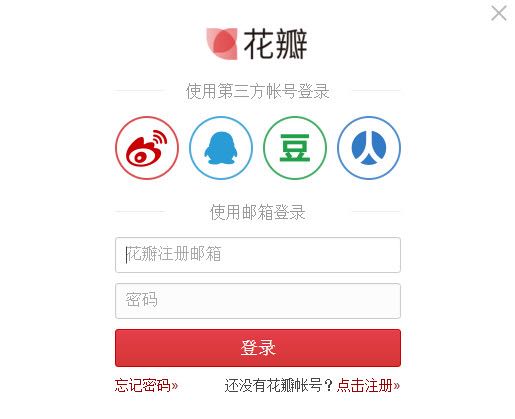 花瓣
使用第三方帐号登录
豆
使用邮箱登录
花瓣注册邮箱
密码
登录
忘记密码» 还没有花瓣帐号？点击注册»